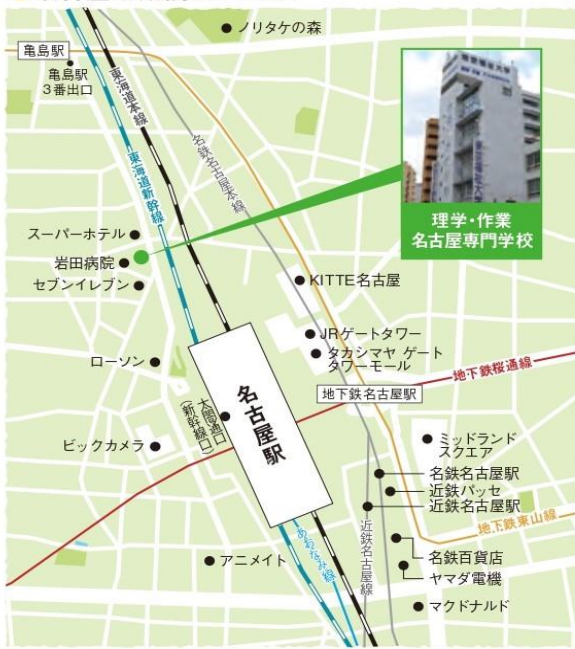 ノリタケの森
亀島駅
亀島駅
3番出口
東海道本線
東海道新幹線
名鉄名古屋本線
理学・作業
名古屋専門学校
スーパーホテル
岩田病院
セブンイレブン
KITTE名古屋
JRゲートタワー
タカシマヤ ゲート
タワーモール
ローソン
地下鉄桜通線
地下鉄名古屋駅
名古屋駅
太閤通口
(新幹線口)
ビックカメラ
ミッドランド
スクエア
名鉄名古屋駅
近鉄パッセ
近鉄名古屋駅
地下鉄東山線
近鉄名古屋線
あおなみ線
アニメイト
名鉄百貨店
ヤマダ電機
マクドナルド